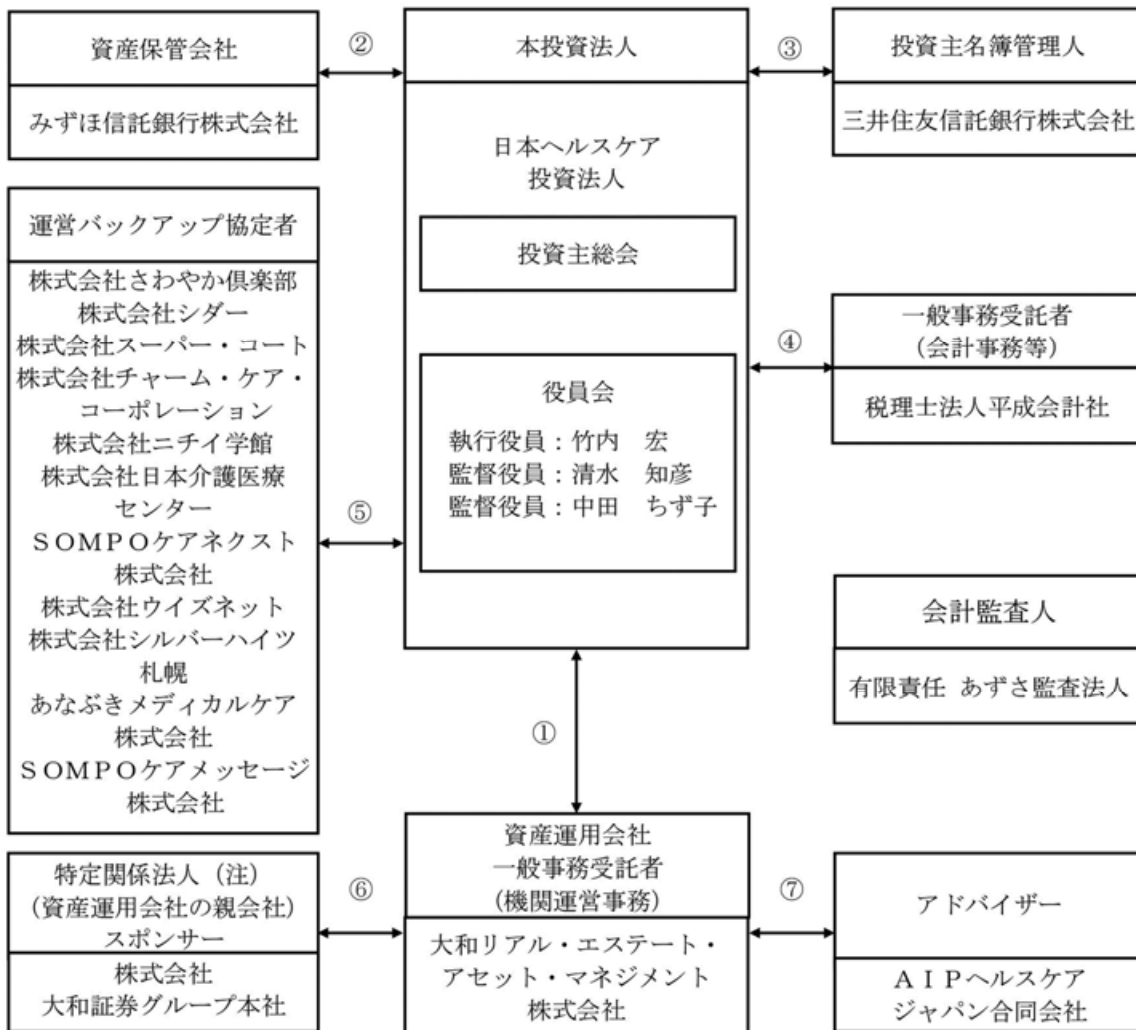 資産保管会社
みずほ信託銀行株式会社
②
本投資法人
日本ヘルスケア
投資法人
投資主総会
役員会
執行役員：竹内　宏
監督役員：清水　知彦
監督役員：中田　ちず子
③
投資主名簿管理人
三井住友信託銀行株式会社
運営バックアップ協定者
株式会社さわやか倶楽部
株式会社シダー
株式会社スーパー・コート
株式会社チャーム・ケア・
コーポレーション
株式会社ニチイ学館
株式会社日本介護医療
センター
ＳＯＭＰＯケアネクスト
株式会社
株式会社ウイズネット
株式会社シルバーハイツ
札幌
あなぶきメディカルケア
株式会社
ＳＯＭＰＯケアメッセージ
株式会社
⑤
④
一般事務受託者
（会計事務等）
税理士法人平成会計社
会計監査人
有限責任 あずさ監査法人
①
特定関係法人（注）
（資産運用会社の親会社）
スポンサー
株式会社
大和証券グループ本社
⑥
資産運用会社
一般事務受託者
（機関運営事務）
大和リアル・エステート・
アセット・マネジメント
株式会社
⑦
アドバイザー
ＡＩＰヘルスケア
ジャパン合同会社